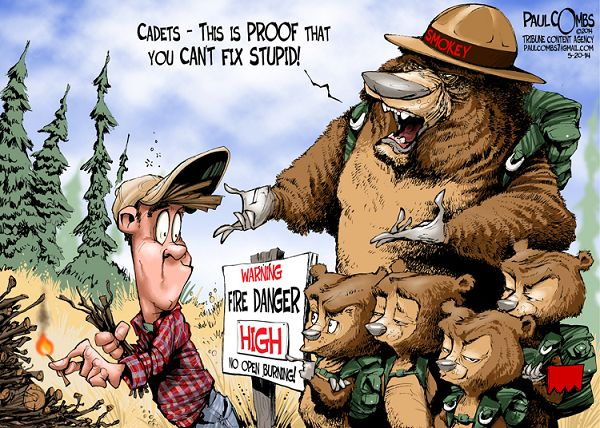 CADETS - THIS IS PROOF THAT
YOU CAN'T FIX STUPID!
SMOKEY
PAUL COMBS
©2014
TRIBUNE CONTENT AGENCY
PAULCOMBS7@GMAIL.COM
5-20-14
WARNING
FIRE DANGER
HIGH
NO OPEN BURNING!